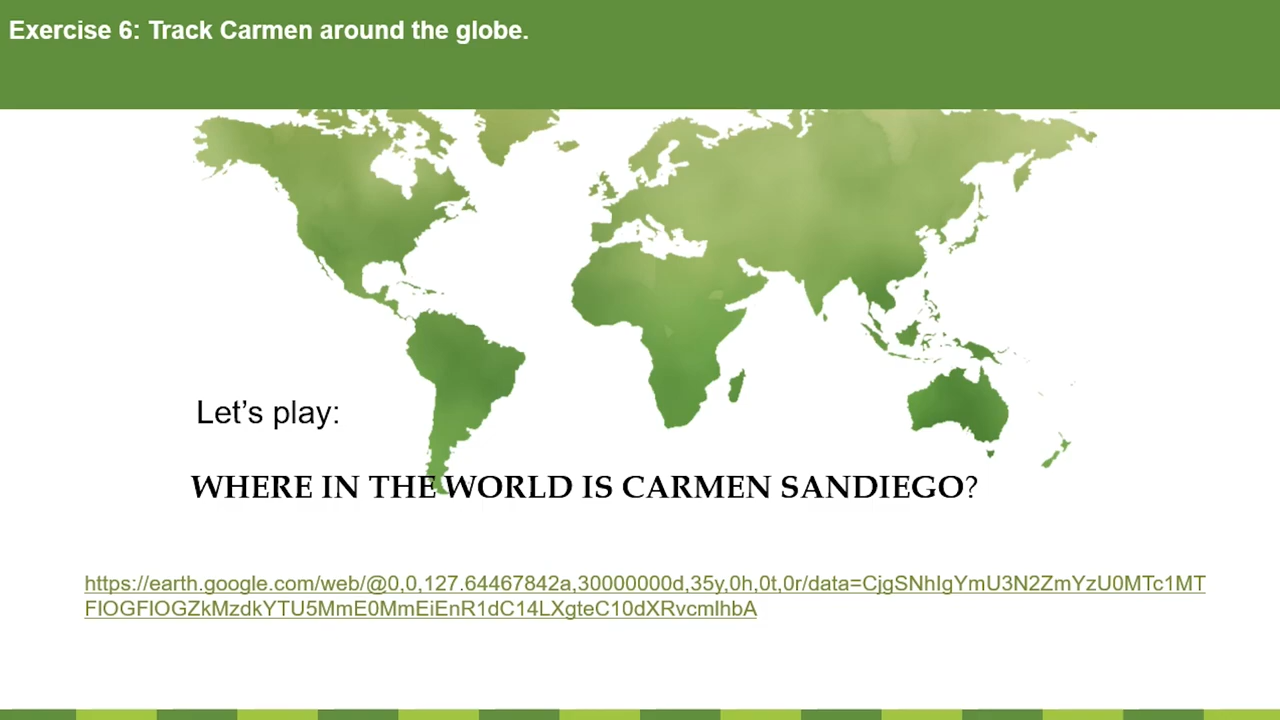 Exercise 6: Track Carmen around the globe.
Let’s play:
WHERE IN THE WORLD IS CARMEN SANDIEGO?
https://earth.google.com/web/@0,0,127.64467842a,30000000d,35y,0h,0t,0r/data=CjgSNhIgYmU3N2ZmYzU0MTc1MT
FlOGFlOGZkMzdkYTU5MmE0MmEiEnR1dC14LXgteC10dXRvcmlhbA